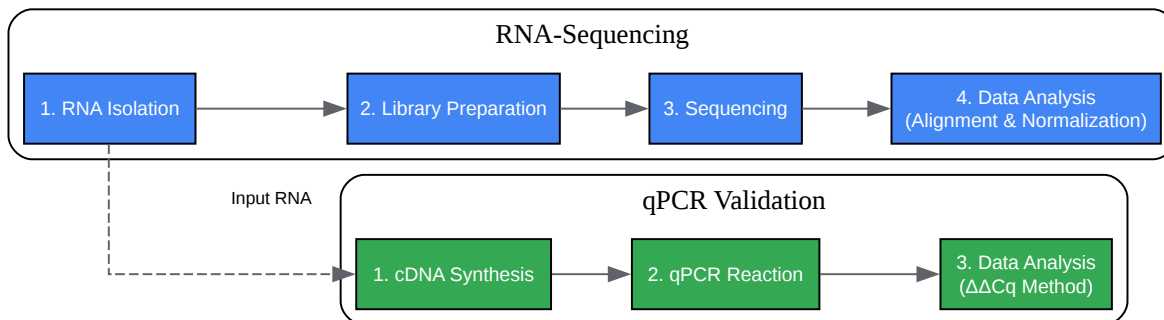 RNA-Sequencing
1. RNA Isolation
2. Library Preparation
3. Sequencing
4. Data Analysis
(Alignment & Normalization)
Input RNA
qPCR Validation
1. cDNA Synthesis
2. qPCR Reaction
3. Data Analysis
(ΔΔCq Method)